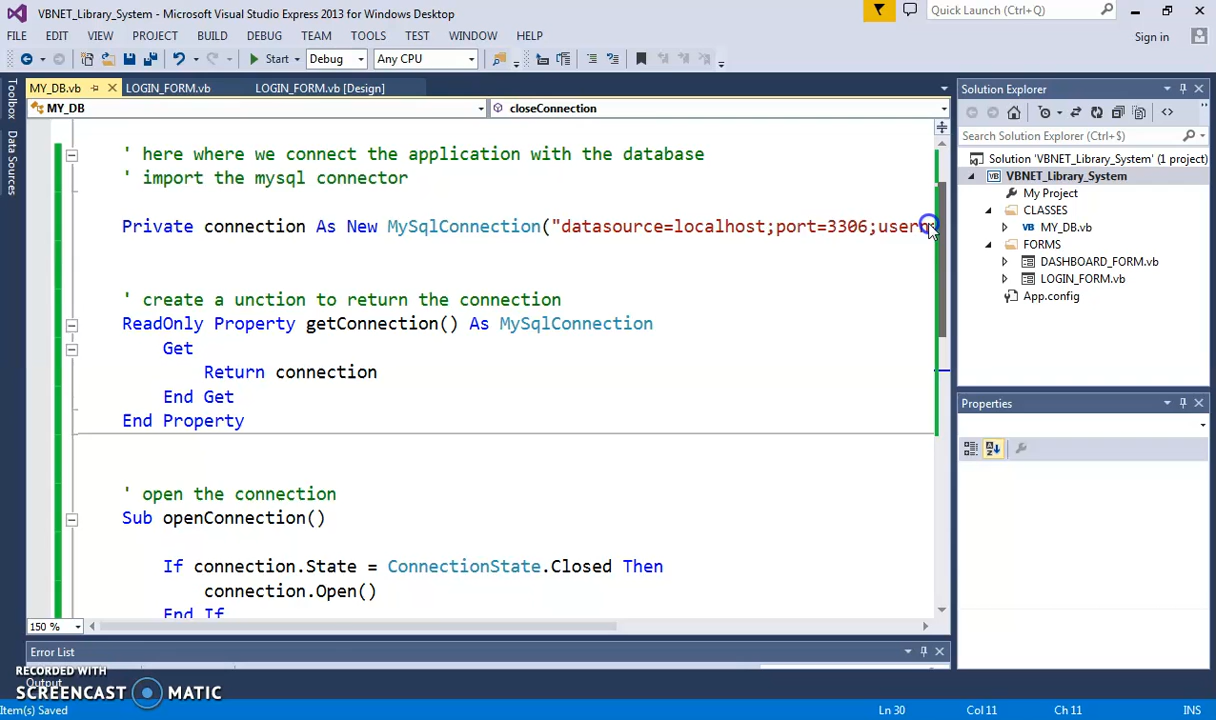 VBNET_Library_System - Microsoft Visual Studio Express 2013 for Windows Desktop
Quick Launch (Ctrl+Q)
FILE EDIT VIEW PROJECT BUILD DEBUG TEAM TOOLS TEST WINDOW HELP
Sign in
Start Debug Any CPU
Toolbox
Data Sources
MY_DB.vb LOGIN_FORM.vb LOGIN_FORM.vb [Design]
MY_DB closeConnection
' here where we connect the application with the database
' import the mysql connector
Private connection As New MySqlConnection("datasource=localhost;port=3306;user
' create a unction to return the connection
ReadOnly Property getConnection() As MySqlConnection
Get
Return connection
End Get
End Property
' open the connection
Sub openConnection()
If connection.State = ConnectionState.Closed Then
connection.Open()
End If
150 %
Error List
Output
RECORDED WITH
SCREENCAST MATIC
Item(s) Saved
Ln 30 Col 11 Ch 11 INS
Solution Explorer
Search Solution Explorer (Ctrl+$)
Solution 'VBNET_Library_System' (1 project)
VB VBNET_Library_System
My Project
CLASSES
MY_DB.vb
FORMS
DASHBOARD_FORM.vb
LOGIN_FORM.vb
App.config
Properties